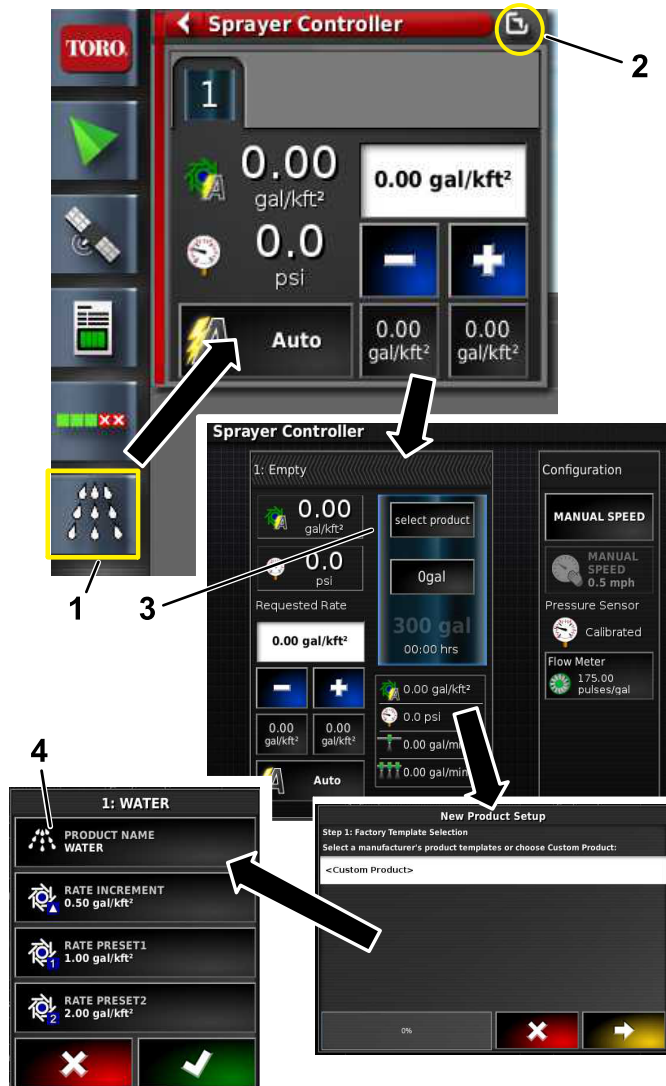 Sprayer Controller
TORO.
2
1
0.00
gal/kft²
0.00 gal/kft²
0.0
psi
A
Auto
0.00
gal/kft²
0.00
gal/kft²
1
Sprayer Controller
1: Empty
0.00
gal/kft²
0.0
psi
Requested Rate
0.00 gal/kft²
0.00
gal/kft²
0.00
gal/kft²
Auto
select product
0gal
300 gal
00:00 hrs
0.00 gal/kft²
0.0 psi
0.00 gal/m
0.00 gal/min
3
Configuration
MANUAL SPEED
MANUAL
SPEED
0.5 mph
Pressure Sensor
Calibrated
Flow Meter
175.00
pulses/gal
4
1: WATER
PRODUCT NAME
WATER
RATE INCREMENT
0.50 gal/kft²
RATE PRESET1
1.00 gal/kft²
1
RATE PRESET2
2.00 gal/kft²
2
New Product Setup
Step 1: Factory Template Selection
Select a manufacturer's product templates or choose Custom Product:
<Custom Product>
0%